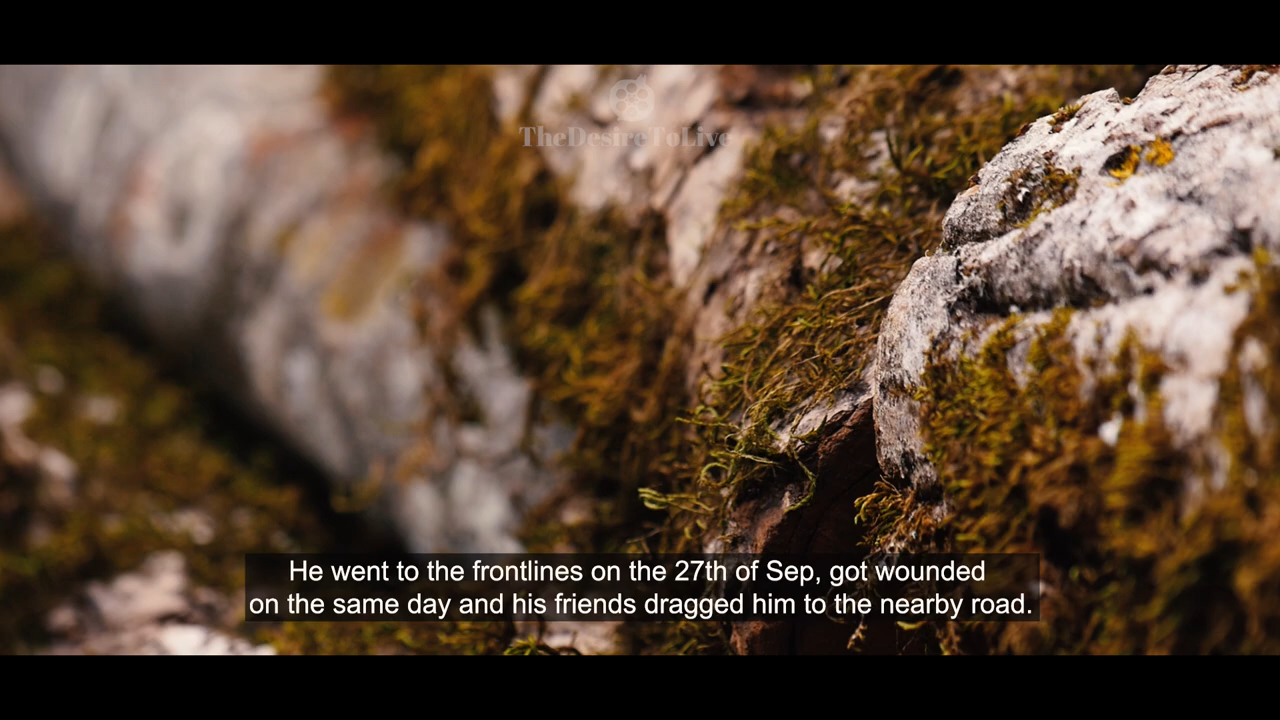 TheDesireToLive
He went to the frontlines on the 27th of Sep, got wounded
on the same day and his friends dragged him to the nearby road.